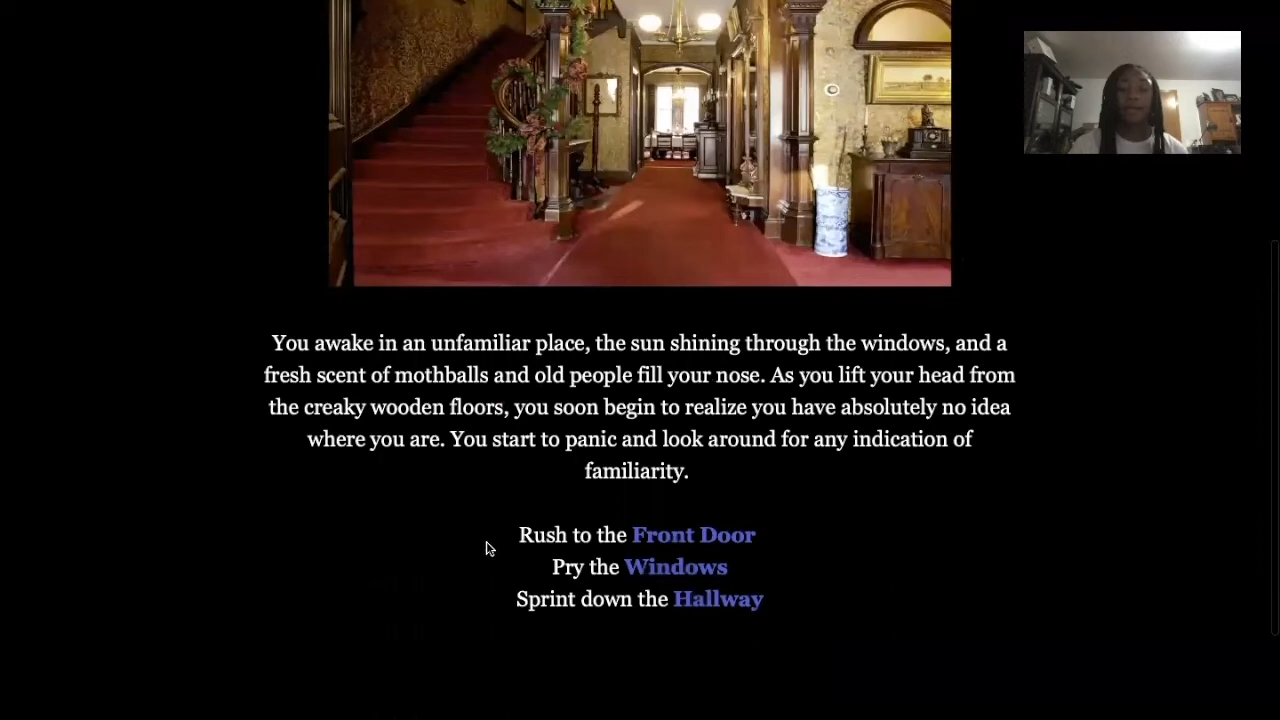 You awake in an unfamiliar place, the sun shining through the windows, and a
fresh scent of mothballs and old people fill your nose. As you lift your head from
the creaky wooden floors, you soon begin to realize you have absolutely no idea
where you are. You start to panic and look around for any indication of
familiarity.
Rush to the Front Door
Pry the Windows
Sprint down the Hallway